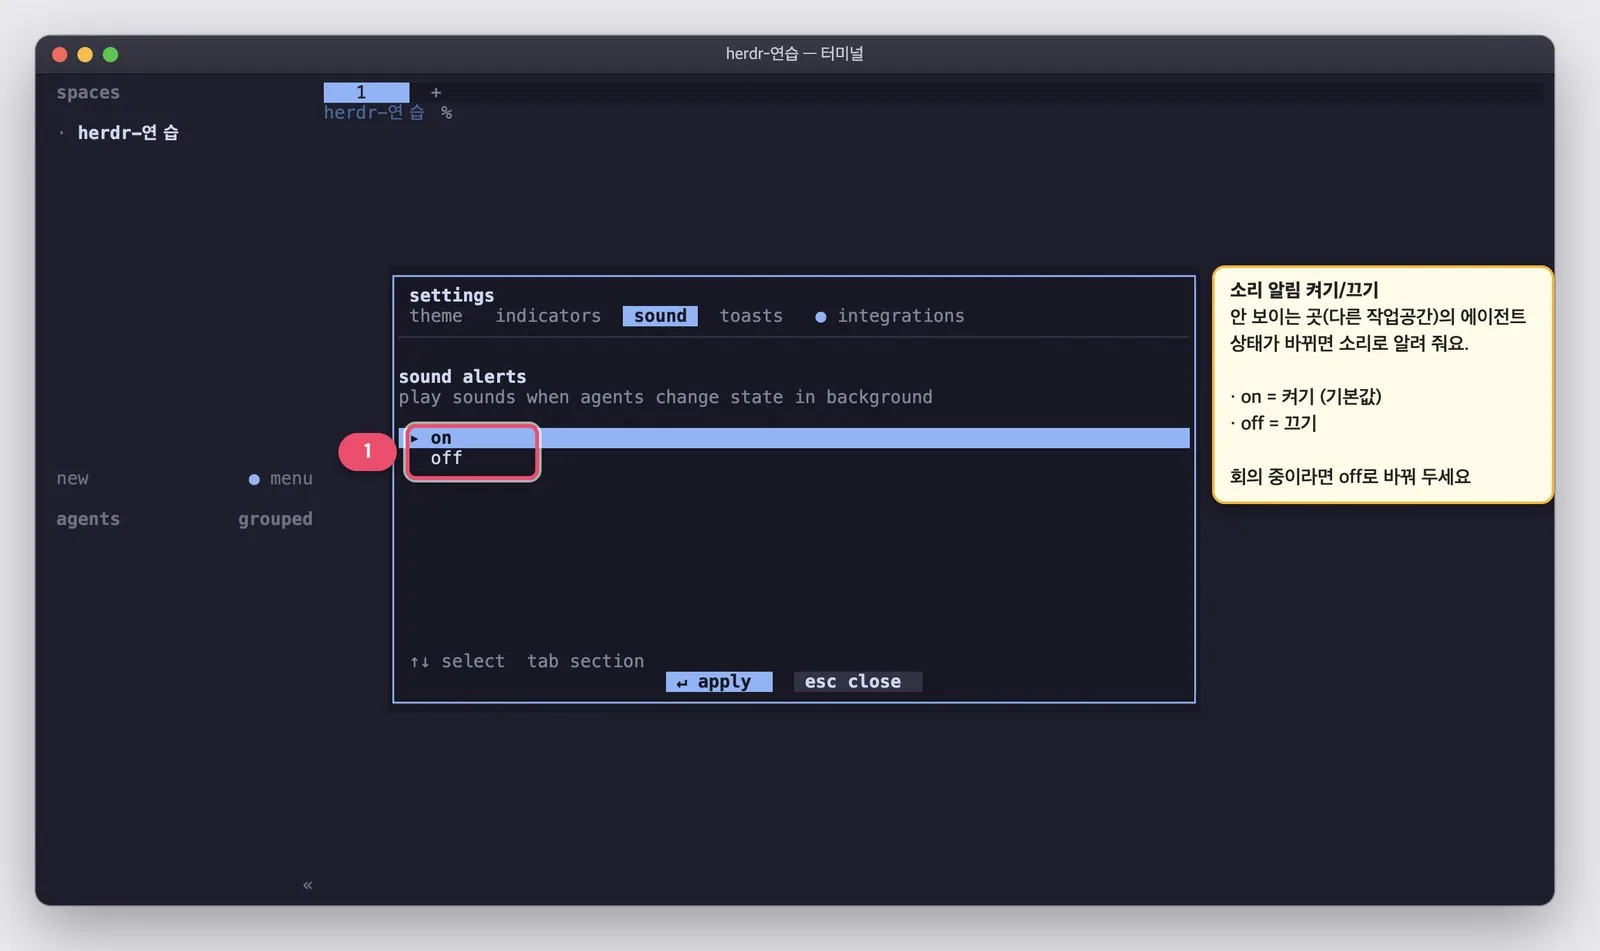 herdr-연습 — 터미널
spaces
· herdr-연 습
1 +
herdr-연 습 %
settings
theme indicators sound toasts ● integrations
sound alerts
play sounds when agents change state in background
▸ on
off
1
new ● menu
agents grouped
↑↓ select tab section
↵ apply esc close
«
소리 알림 켜기/끄기
안 보이는 곳(다른 작업공간)의 에이전트
상태가 바뀌면 소리로 알려 줘요.
· on = 켜기 (기본값)
· off = 끄기
회의 중이라면 off로 바꿔 두세요